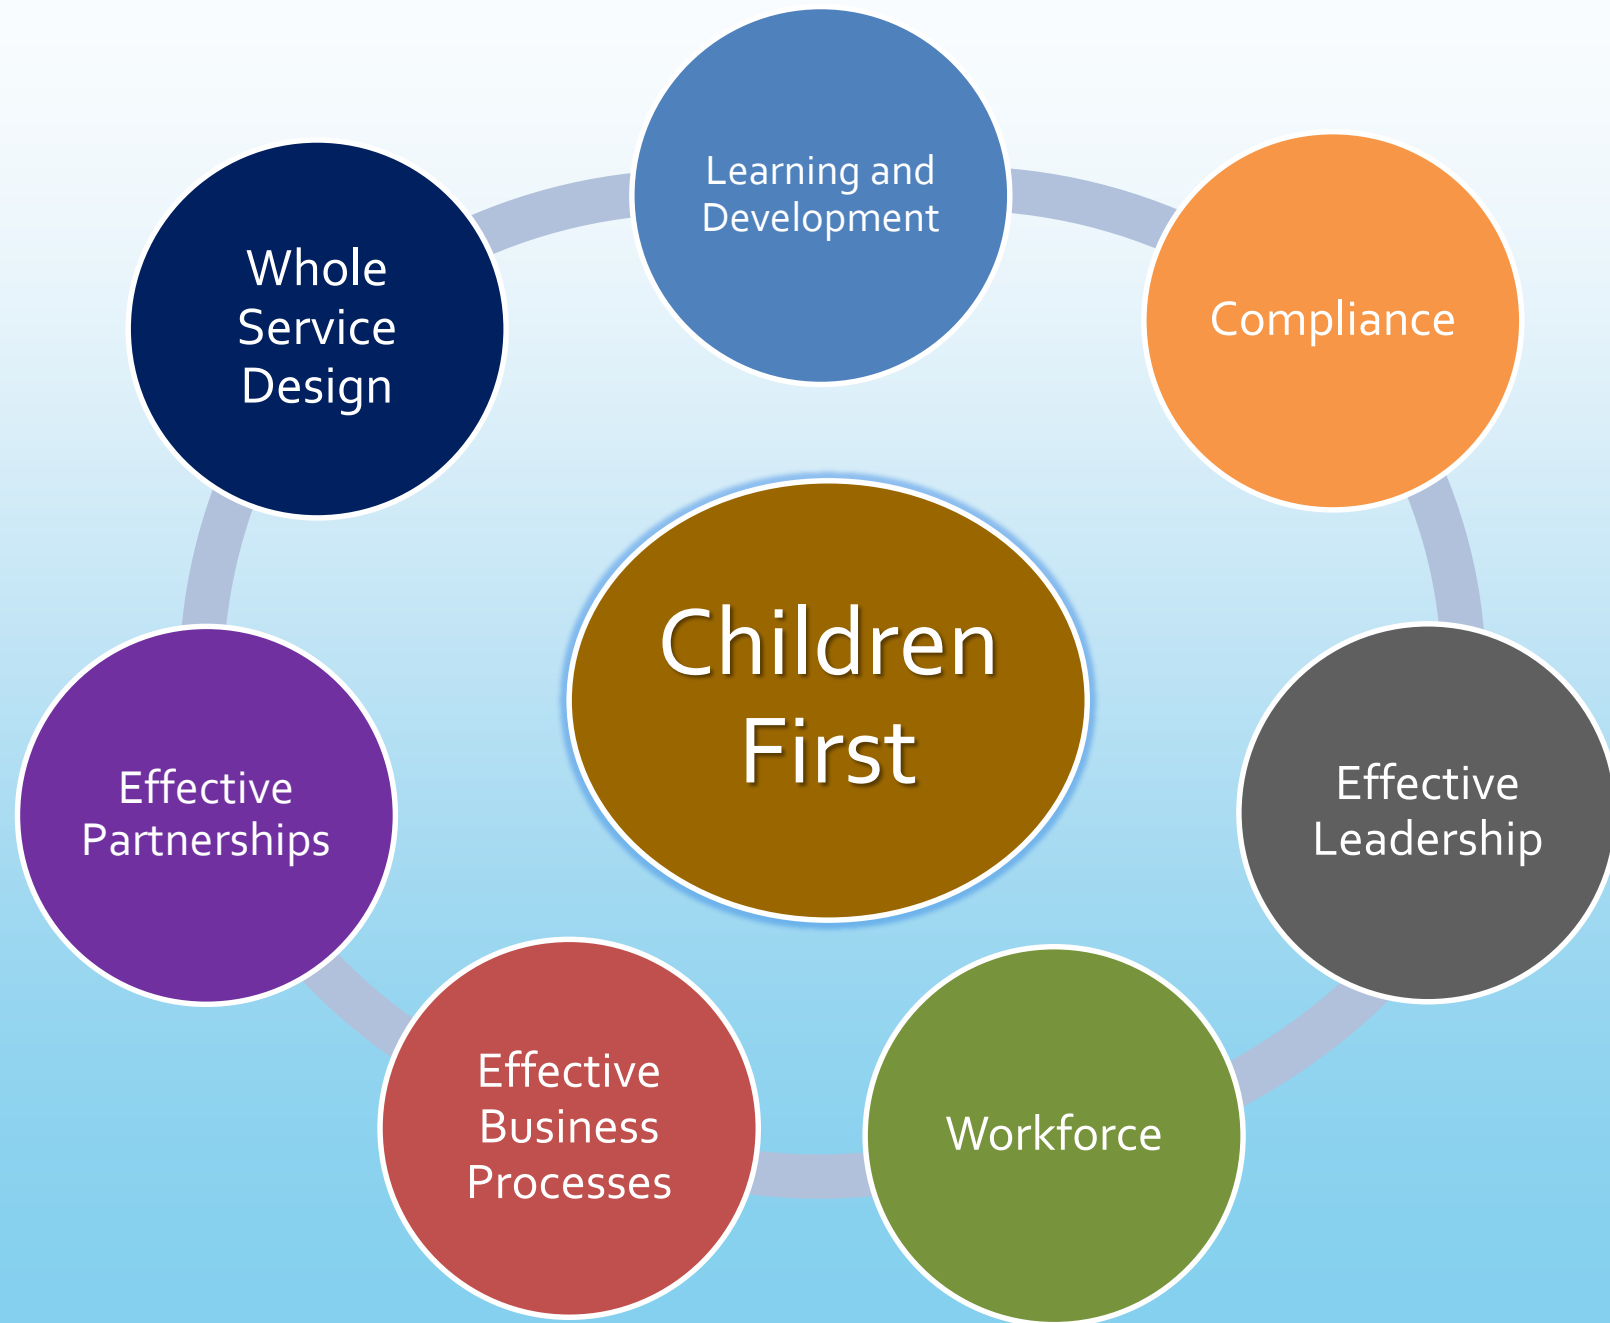 Learning and
Development
Compliance
Effective
Leadership
Workforce
Effective
Business
Processes
Effective
Partnerships
Whole
Service
Design
Children
First